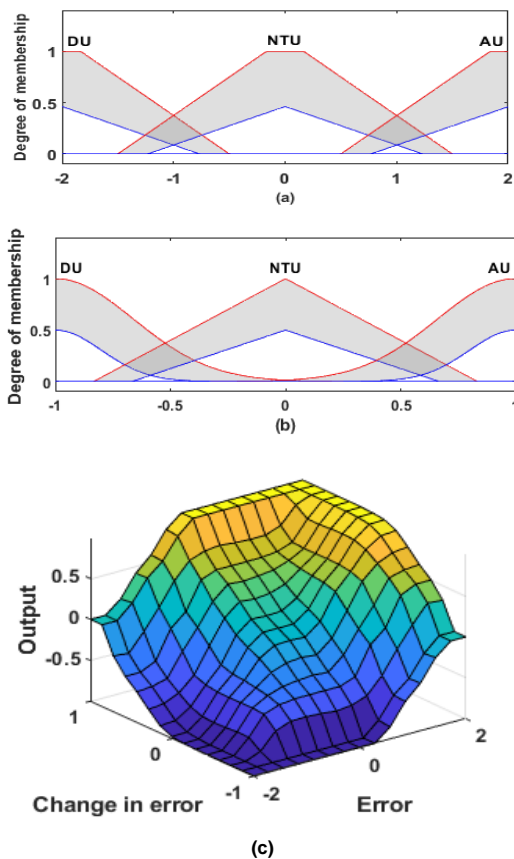 DU NTU AU
Degree of membership
1
0.5
0
-2 -1 0 1 2
(a)
DU NTU AU
Degree of membership
1
0.5
0
-1 -0.5 0 0.5 1
(b)
Output
0.5
0
-0.5
1
0
-1
-2
0
2
Change in error
Error
(c)